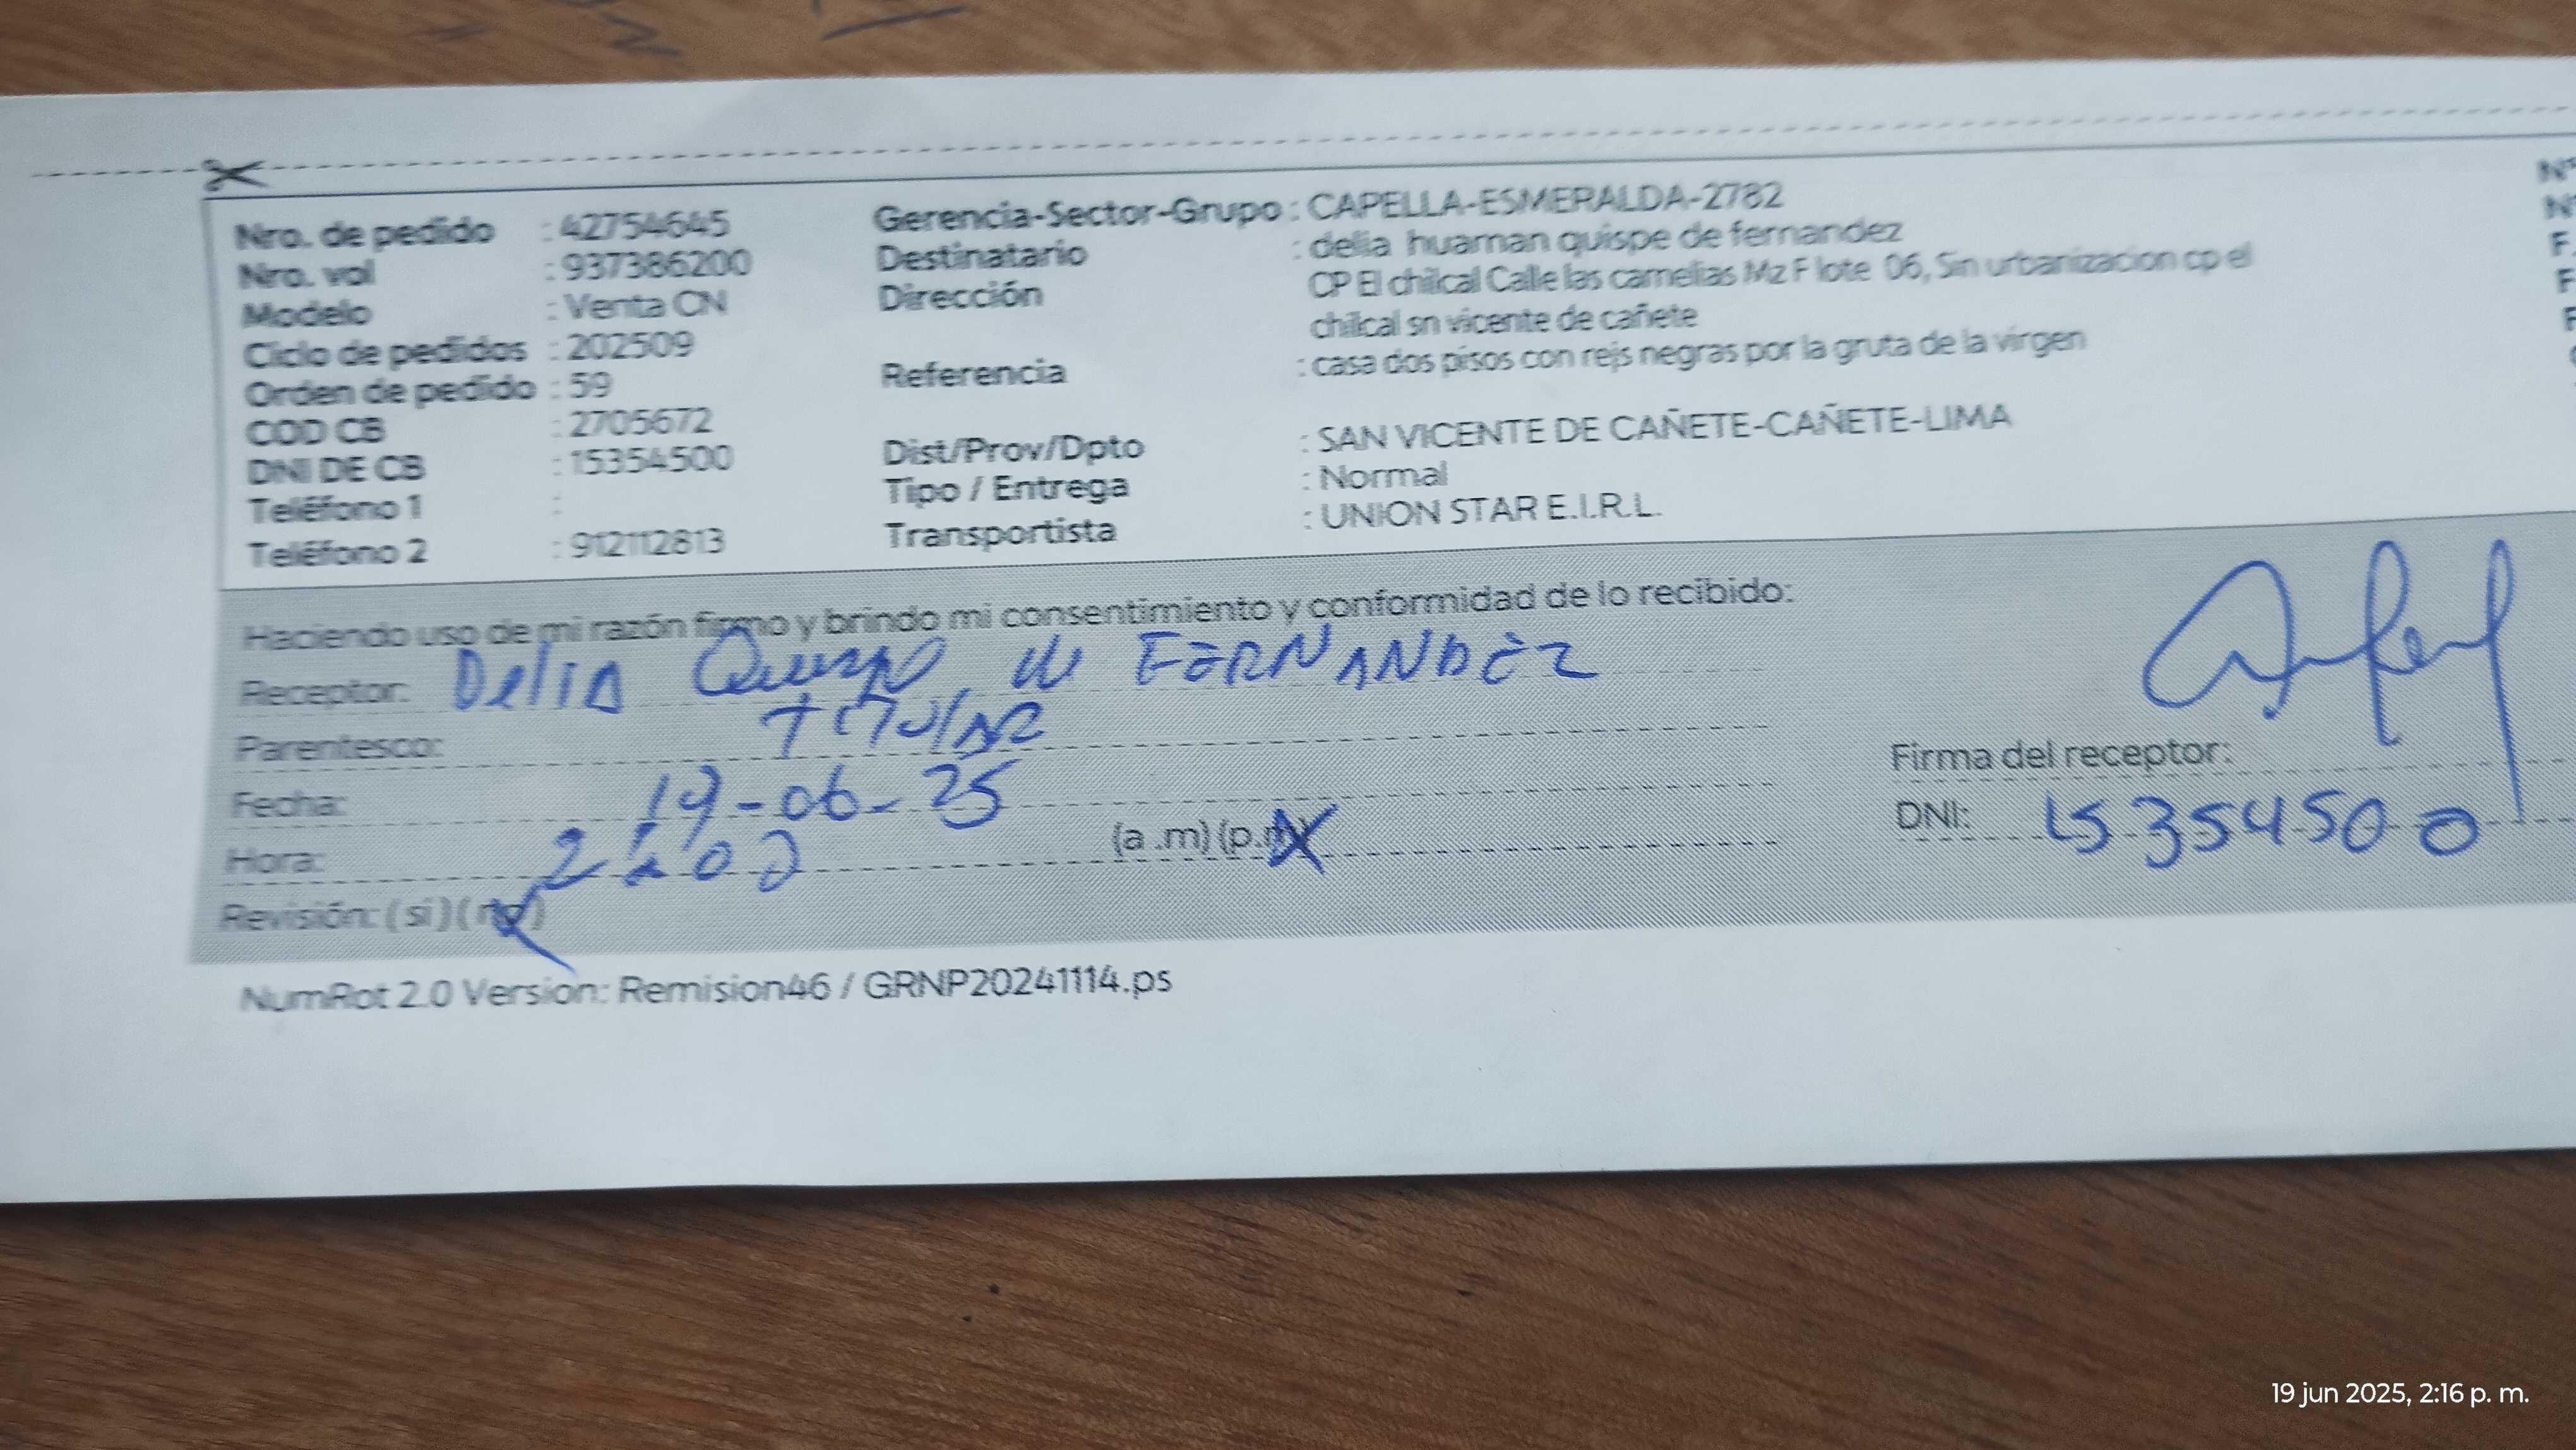 Nro. de pedido : 42754645
Nro. vol : 937386200
Modelo : Venta CN
Ciclo de pedidos : 202509
Orden de pedido : 59
COD CB : 2705672
DNI DE CB : 15354500
Teléfono 1 :
Teléfono 2 : 912112813
Gerencia-Sector-Grupo : CAPELLA-ESMERALDA-2782
Destinatario : delia huaman quispe de fernandez
Dirección CP El chilcal Calle las camelias Mz F lote 06, Sin urbanizacion cp el
chilcal sn vicente de cañete
Referencia : casa dos pisos con rejs negras por la gruta de la virgen
Dist/Prov/Dpto : SAN VICENTE DE CAÑETE-CAÑETE-LIMA
Tipo / Entrega : Normal
Transportista : UNION STAR E.I.R.L.
Haciendo uso de mi razón firmo y brindo mi consentimiento y conformidad de lo recibido:
Receptor: Delia Quispe de FERNANDEZ
Parentesco: TITULAR
Fecha: 19-06-25
Hora: (a .m) (p.m)
Revisión: (si) (no)
Firma del receptor:
DNI: 15354500
NumRot 2.0 Version: Remision46 / GRNP20241114.ps
19 jun 2025, 2:16 p. m.